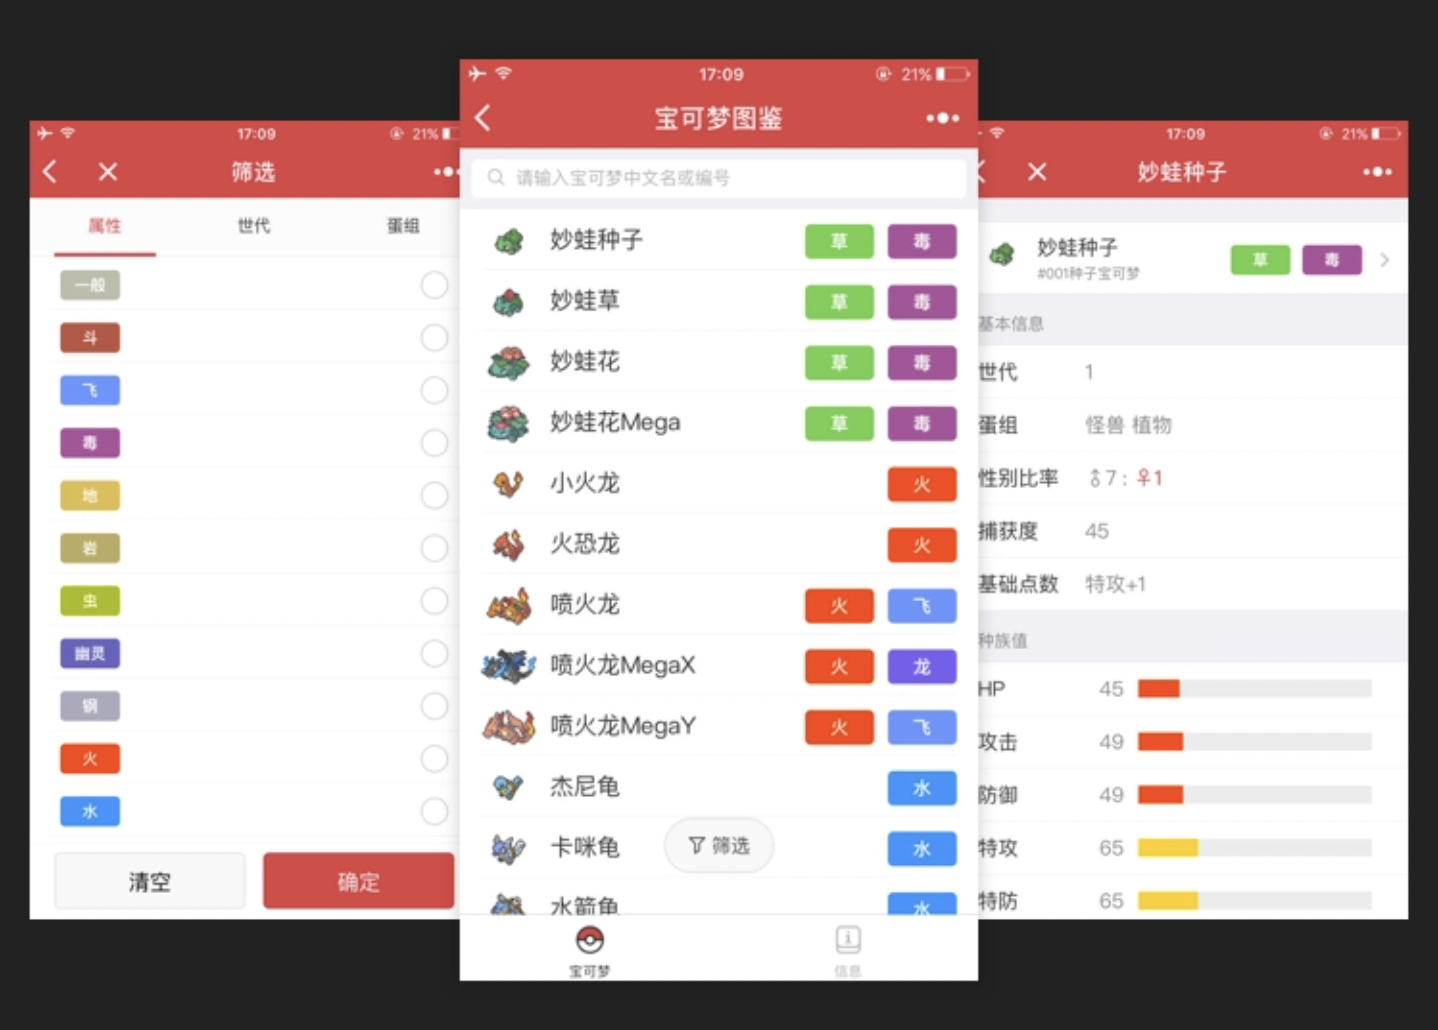 17:09
21%
筛选
属性 世代 蛋组
一般
斗
飞
毒
地
岩
虫
幽灵
钢
火
水
清空 确定
17:09
21%
宝可梦图鉴
请输入宝可梦中文名或编号
妙蛙种子 草 毒
妙蛙草 草 毒
妙蛙花 草 毒
妙蛙花Mega 草 毒
小火龙 火
火恐龙 火
喷火龙 火 飞
喷火龙MegaX 火 龙
喷火龙MegaY 火 飞
杰尼龟 水
卡咪龟 水
筛选
水箭龟 水
宝可梦 信息
17:09
21%
妙蛙种子
妙蛙种子 草 毒
#001种子宝可梦
基本信息
世代 1
蛋组 怪兽 植物
性别比率 ♂7 : ♀1
捕获度 45
基础点数 特攻+1
种族值
HP 45
攻击 49
防御 49
特攻 65
特防 65